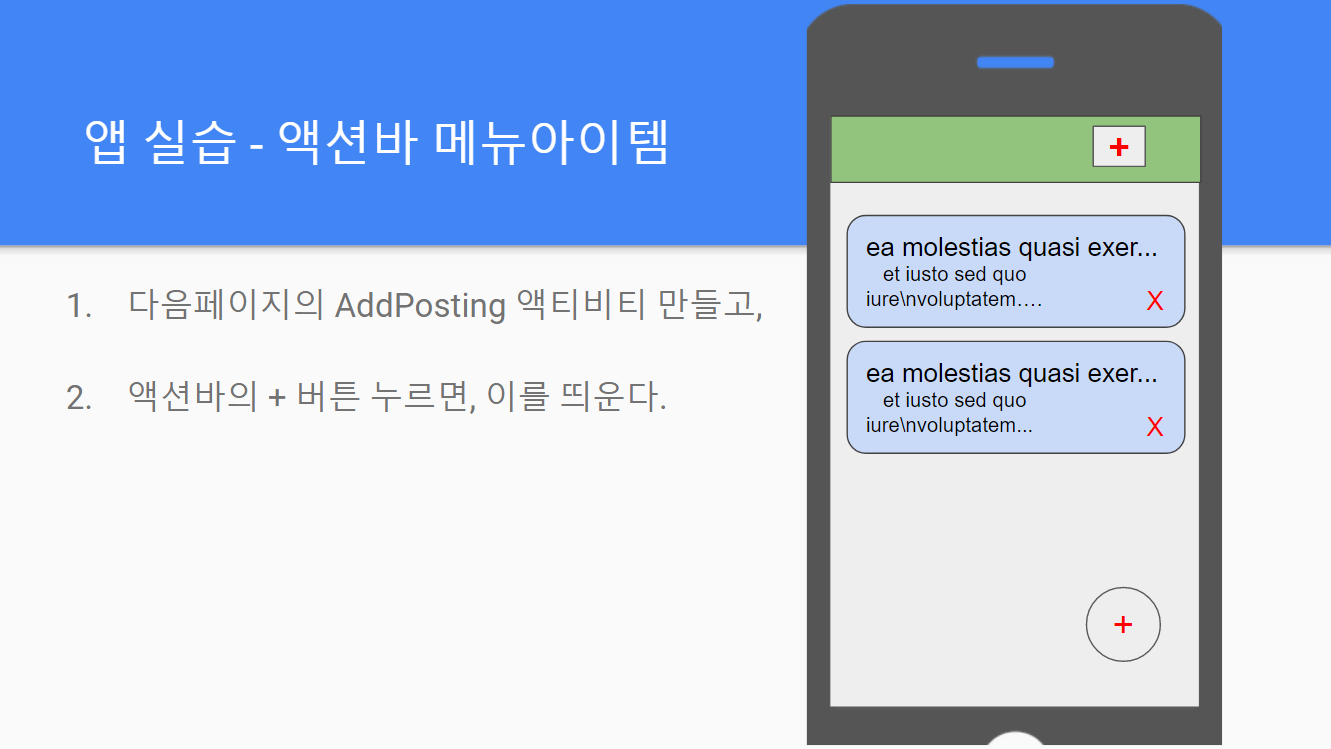 앱 실습 - 액션바 메뉴아이템
1. 다음페이지의 AddPosting 액티비티 만들고,
2. 액션바의 + 버튼 누르면, 이를 띄운다.
+
ea molestias quasi exer...
et iusto sed quo
iure\nvoluptatem….
X
ea molestias quasi exer...
et iusto sed quo
iure\nvoluptatem...
X
+